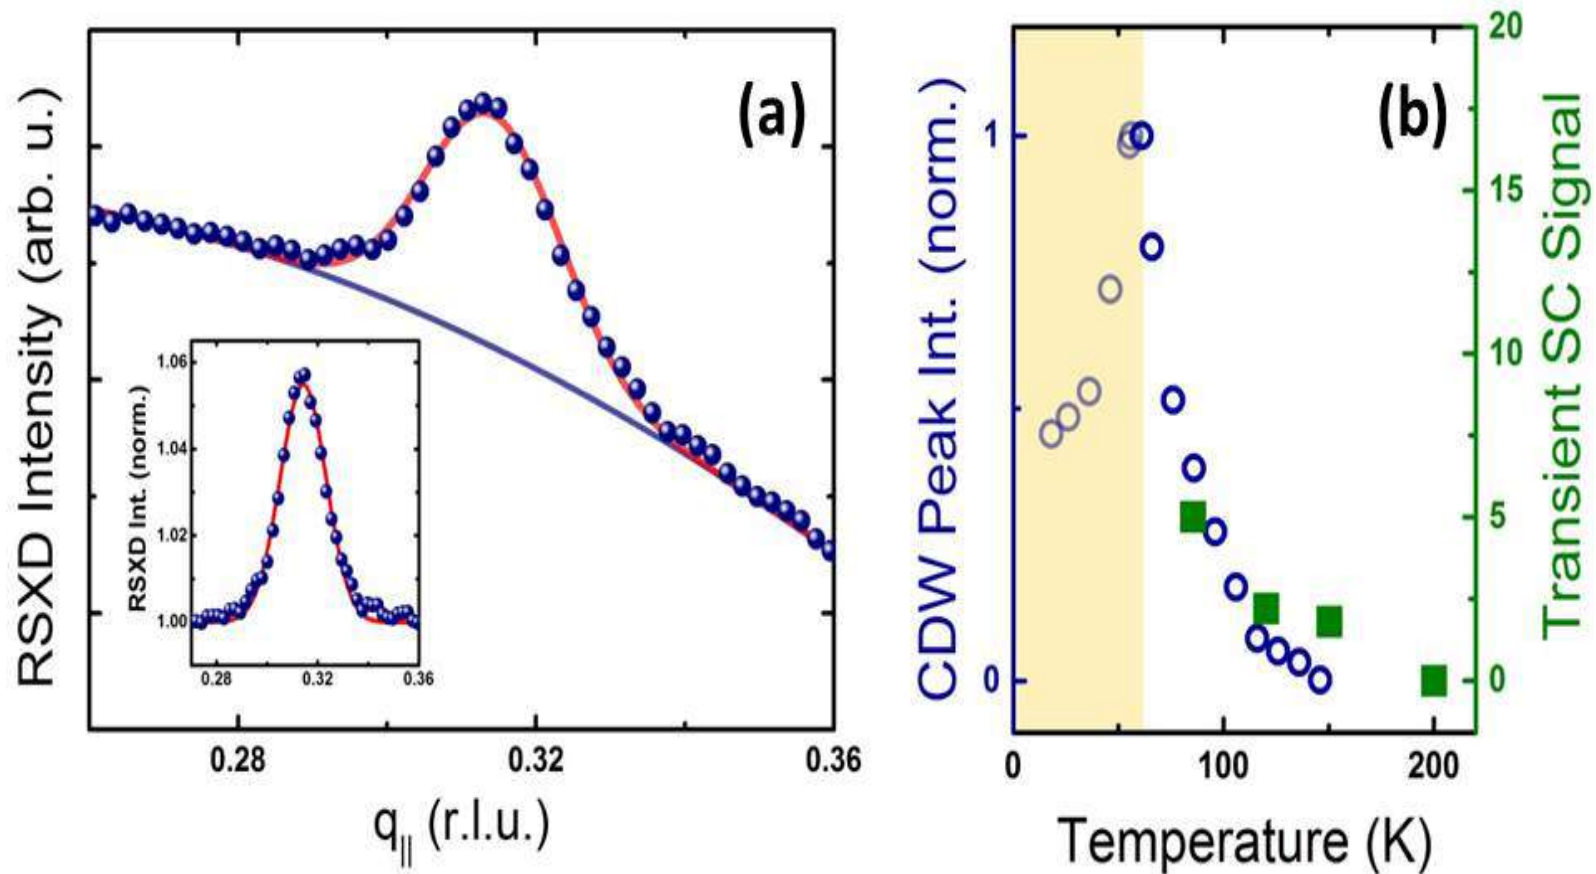 (a)
RSXD Intensity (arb. u.)
RSXD Int. (norm.)
1.06
1.04
1.02
1.00
0.28 0.32 0.36
0.28 0.32 0.36
q|| (r.l.u.)
(b)
CDW Peak Int. (norm.)
1
0
20
15
10
5
0
Transient SC Signal
0 100 200
Temperature (K)